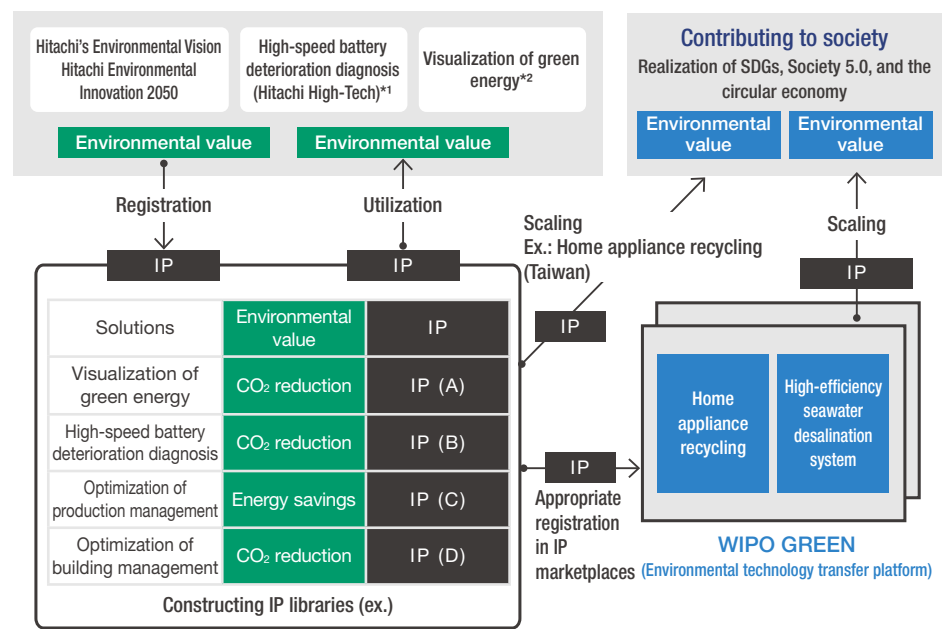 Hitachi's Environmental Vision
Hitachi Environmental
Innovation 2050
High-speed battery
deterioration diagnosis
(Hitachi High-Tech)*1
Visualization of green
energy*2
Environmental value
Environmental value
Contributing to society
Realization of SDGs, Society 5.0, and the
circular economy
Environmental
value
Environmental
value
Registration
Utilization
Scaling
Ex.: Home appliance recycling
(Taiwan)
Scaling
IP
IP
IP
IP
Solutions
Environmental
value
IP
Visualization of
green energy
CO₂ reduction
IP (A)
High-speed battery
deterioration diagnosis
CO₂ reduction
IP (B)
Optimization of
production management
Energy savings
IP (C)
Optimization of
building management
CO₂ reduction
IP (D)
Constructing IP libraries (ex.)
IP
Appropriate
registration
in IP
marketplaces
Home
appliance
recycling
High-efficiency
seawater
desalination
system
WIPO GREEN
(Environmental technology transfer platform)